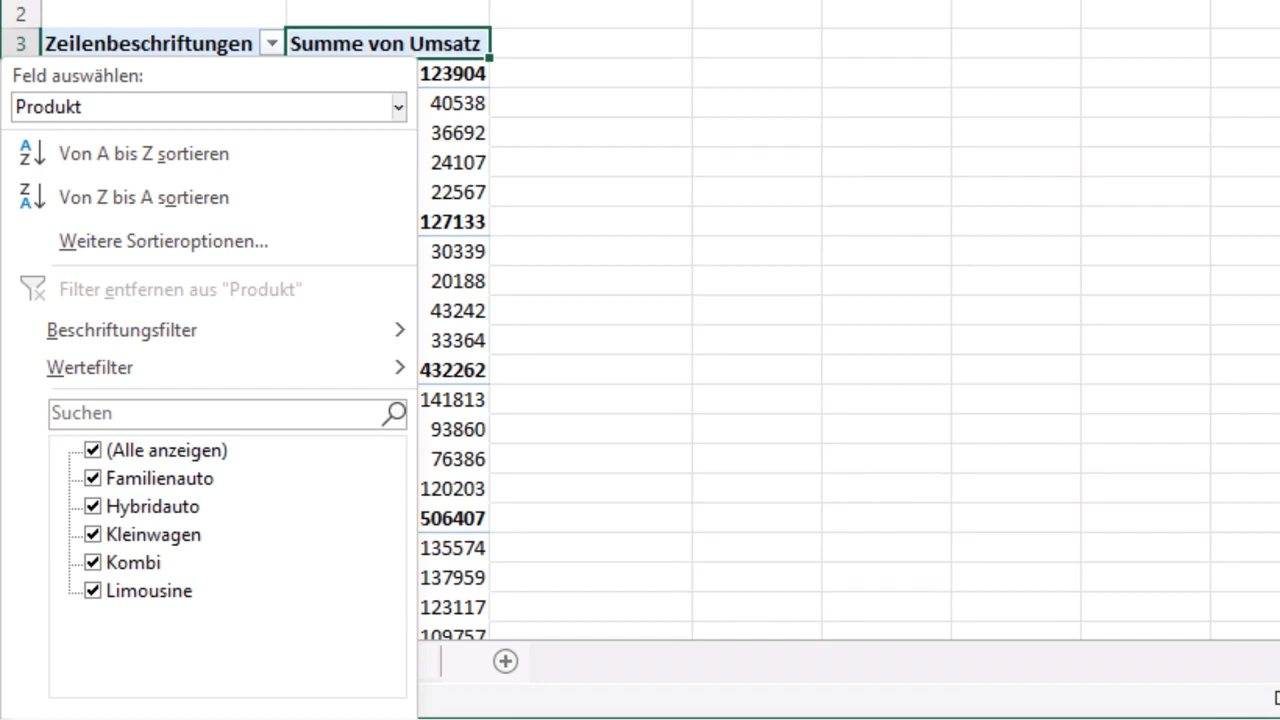 2
3 Zeilenbeschriftungen Summe von Umsatz
Feld auswählen:
123904
Produkt
40538
36692
Von A bis Z sortieren
24107
Von Z bis A sortieren
22567
127133
Weitere Sortieroptionen...
30339
Filter entfernen aus "Produkt"
20188
43242
Beschriftungsfilter
33364
Wertefilter
432262
141813
Suchen
93860
(Alle anzeigen)
76386
Familienauto
120203
Hybridauto
506407
Kleinwagen
135574
Kombi
137959
Limousine
123117
109757